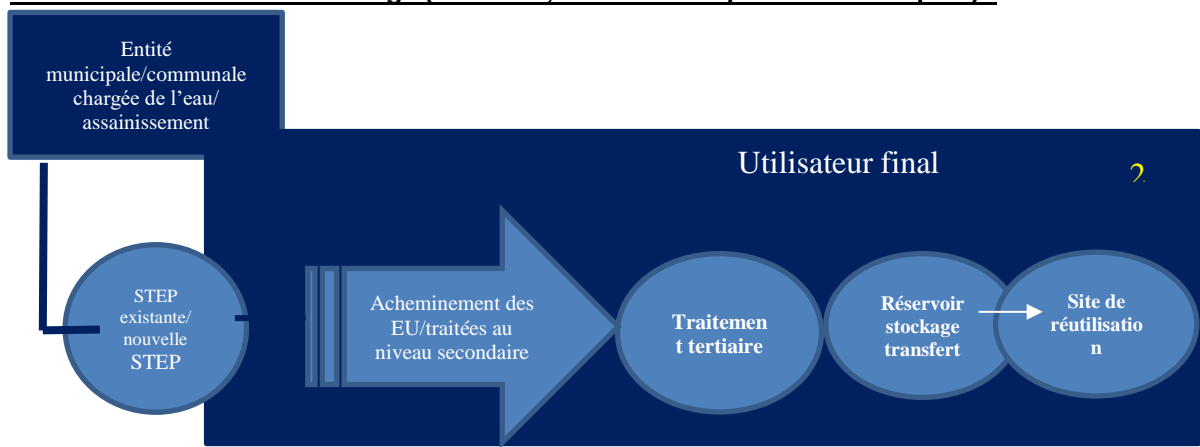 Entité
municipale/communale
chargée de l’eau/
assainissement
Utilisateur final
2
STEP
existante/
nouvelle
STEP
Acheminement des
EU/traitées au
niveau secondaire
Traitemen
t tertiaire
Réservoir
stockage
transfert
Site de
réutilisatio
n